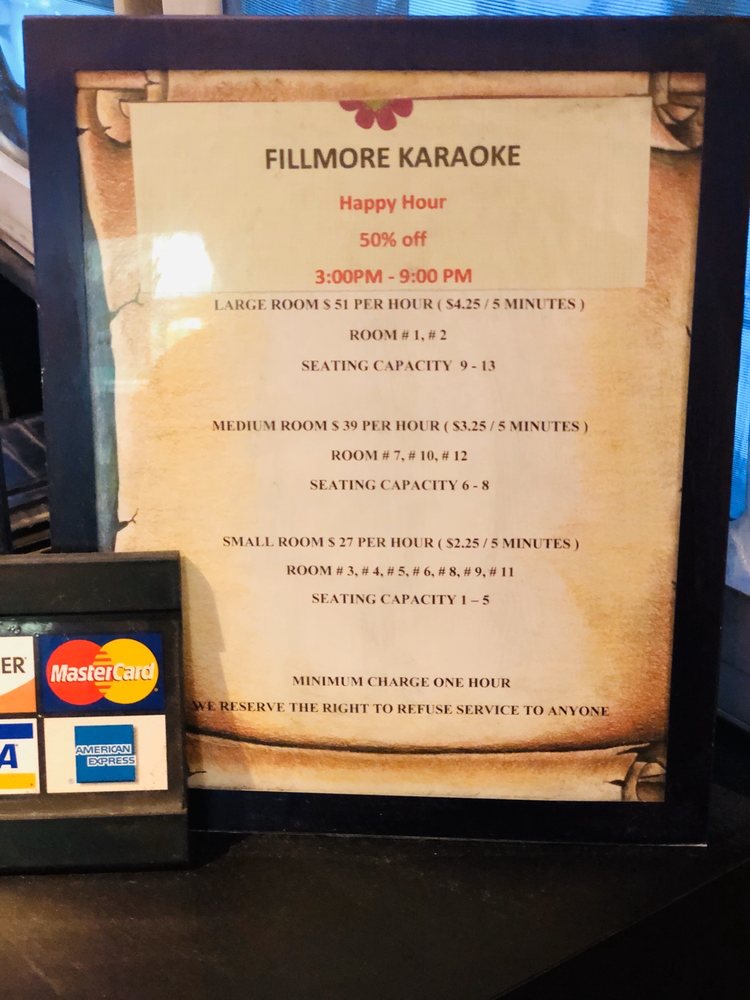 FILLMORE KARAOKE
Happy Hour
50% off
3:00PM - 9:00 PM
LARGE ROOM $ 51 PER HOUR ( $4.25 / 5 MINUTES )
ROOM # 1, # 2
SEATING CAPACITY 9 - 13
MEDIUM ROOM $ 39 PER HOUR ( $3.25 / 5 MINUTES )
ROOM # 7, # 10, # 12
SEATING CAPACITY 6 - 8
SMALL ROOM $ 27 PER HOUR ( $2.25 / 5 MINUTES )
ROOM # 3, # 4, # 5, # 6, # 8, # 9, # 11
SEATING CAPACITY 1 – 5
MINIMUM CHARGE ONE HOUR
WE RESERVE THE RIGHT TO REFUSE SERVICE TO ANYONE
ER MasterCard
A AMERICAN
EXPRESS